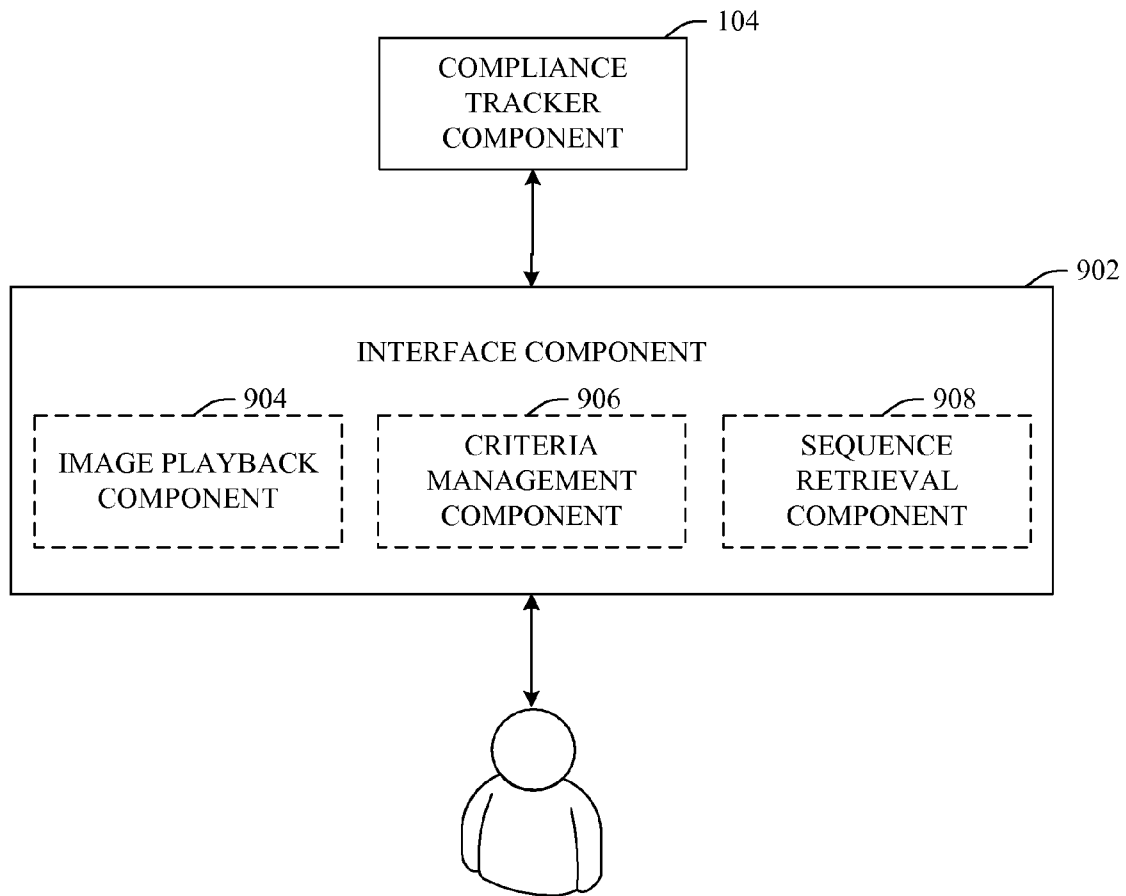 104
COMPLIANCE
TRACKER
COMPONENT
902
INTERFACE COMPONENT
904
IMAGE PLAYBACK
COMPONENT
906
CRITERIA
MANAGEMENT
COMPONENT
908
SEQUENCE
RETRIEVAL
COMPONENT